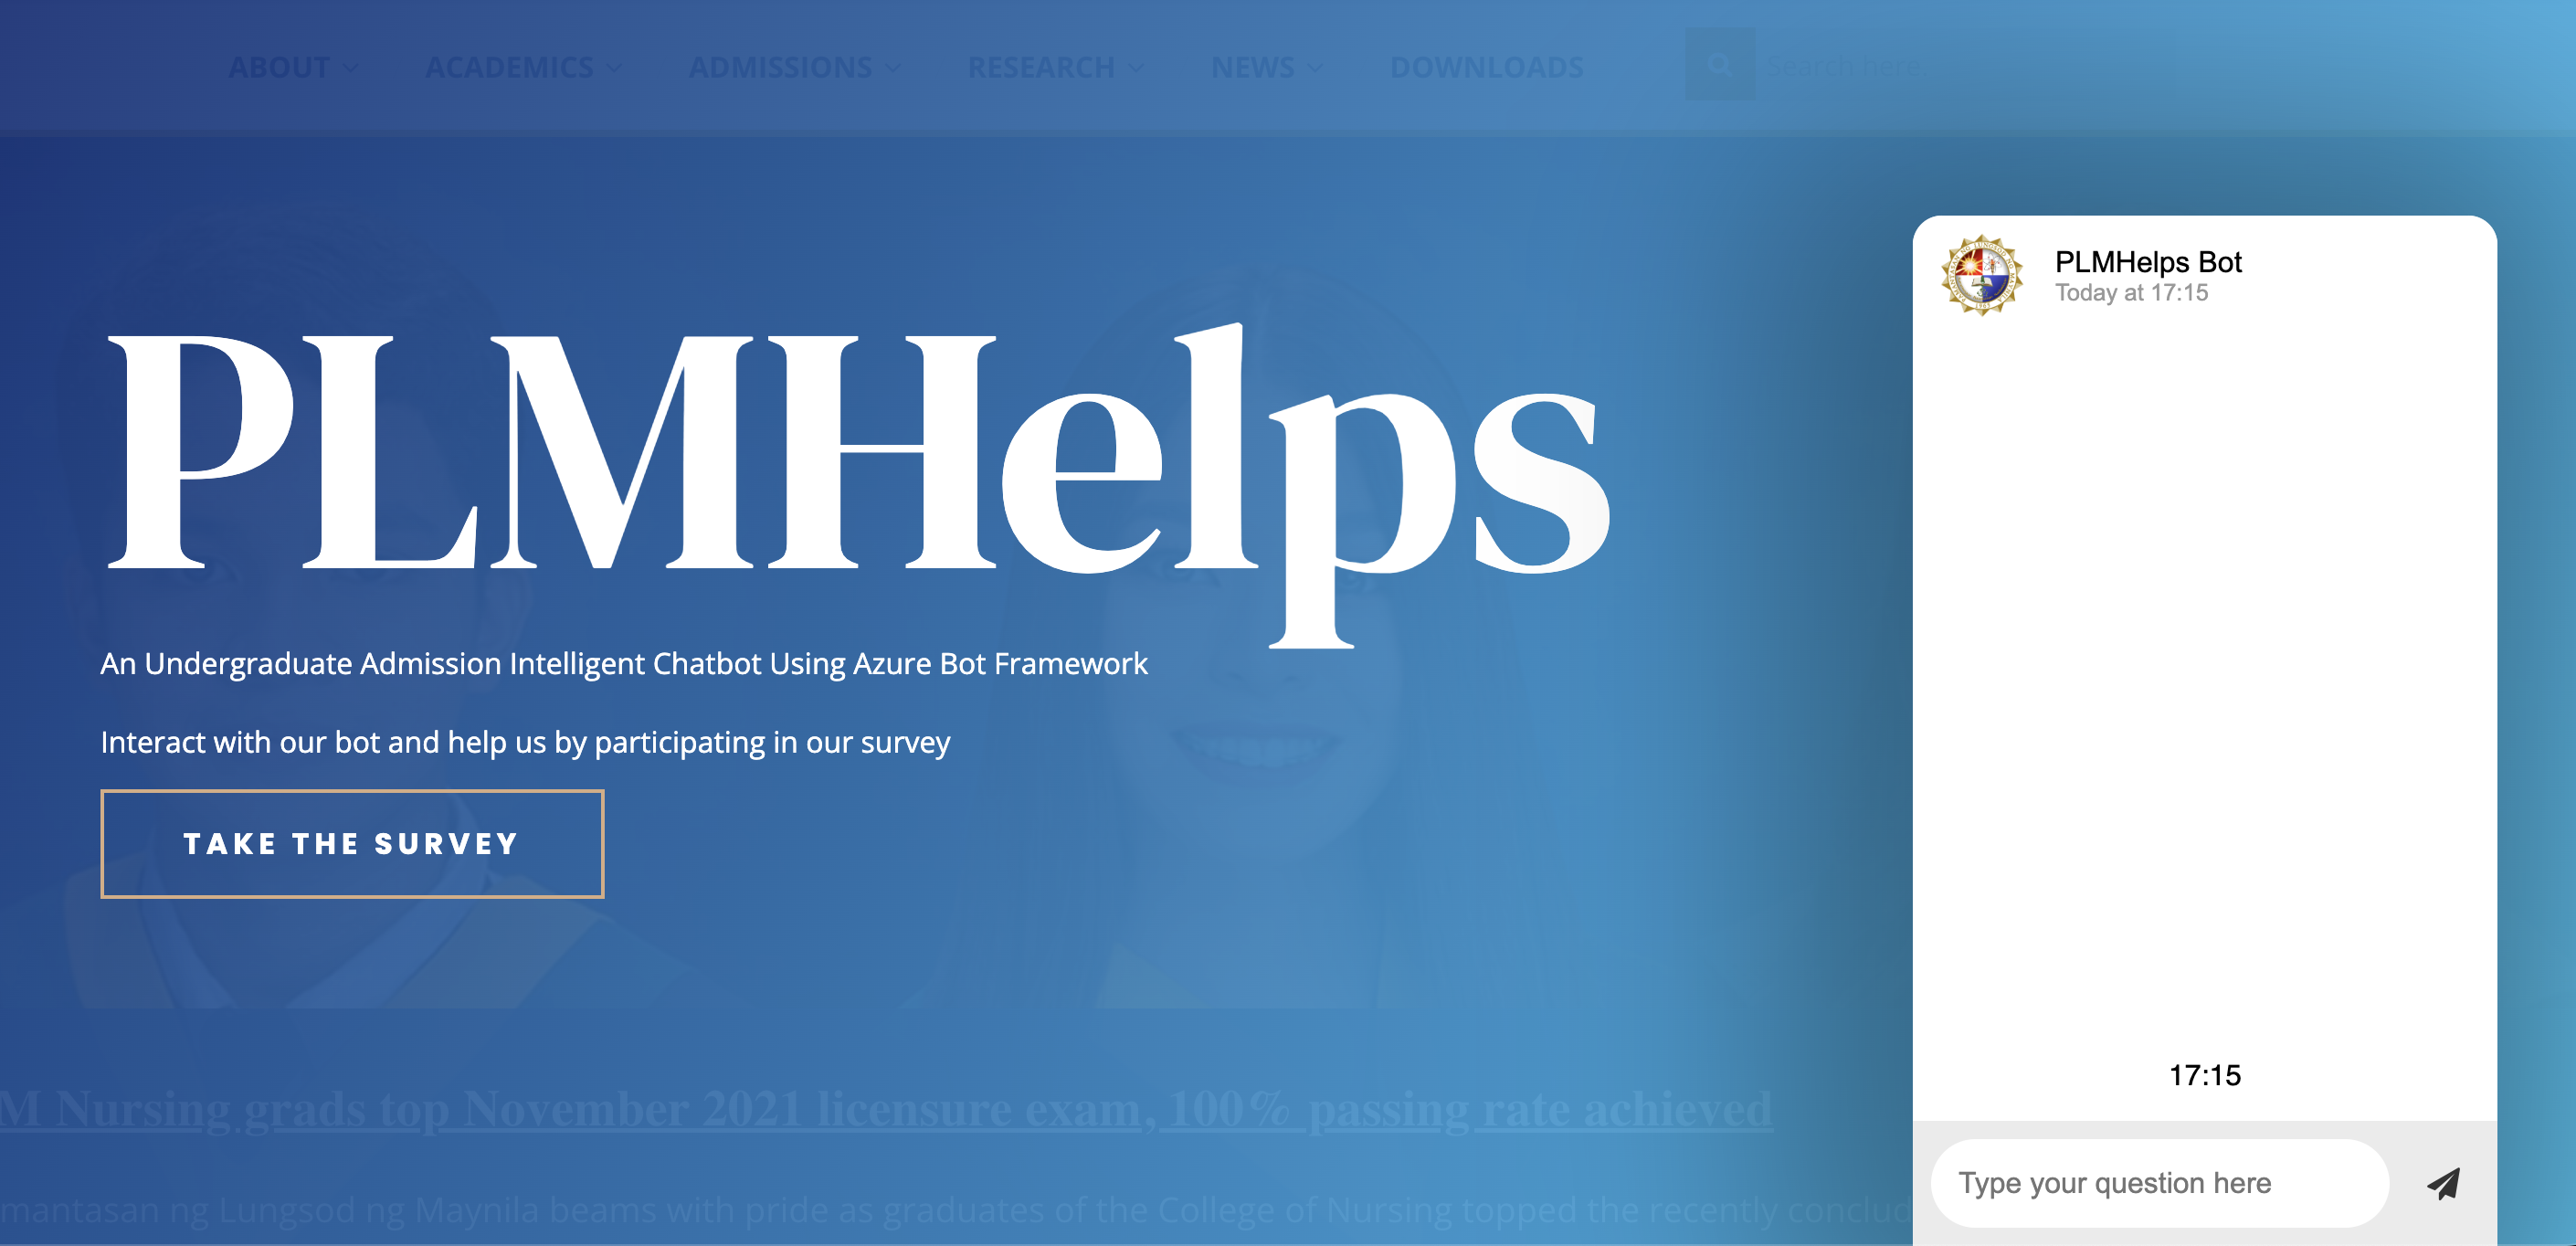 ABOUT
ACADEMICS
ADMISSIONS
RESEARCH
NEWS
DOWNLOADS
Search here.
PLMHelps
An Undergraduate Admission Intelligent Chatbot Using Azure Bot Framework
Interact with our bot and help us by participating in our survey
TAKE THE SURVEY
M Nursing grads top November 2021 licensure exam, 100% passing rate achieved
mantasan ng Lungsod ng Maynila beams with pride as graduates of the College of Nursing topped the recently conclud
PLMHelps Bot
Today at 17:15
17:15
Type your question here